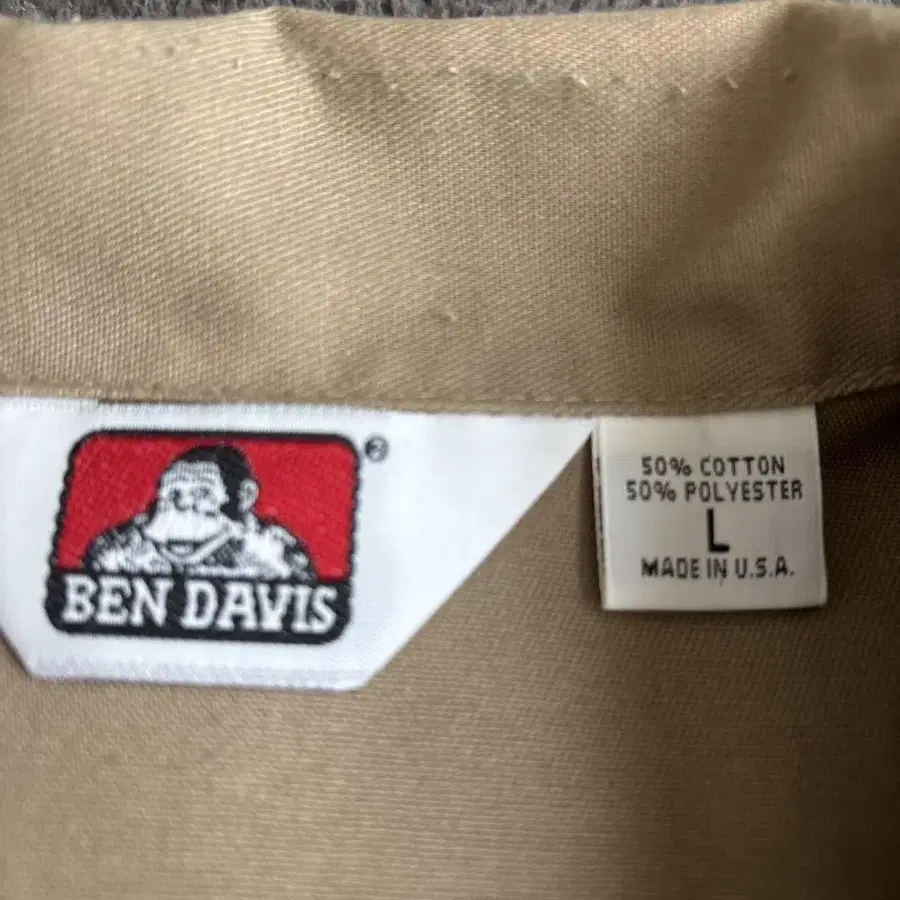 ®
BEN DAVIS
50% COTTON
50% POLYESTER
L
MADE IN U.S.A.